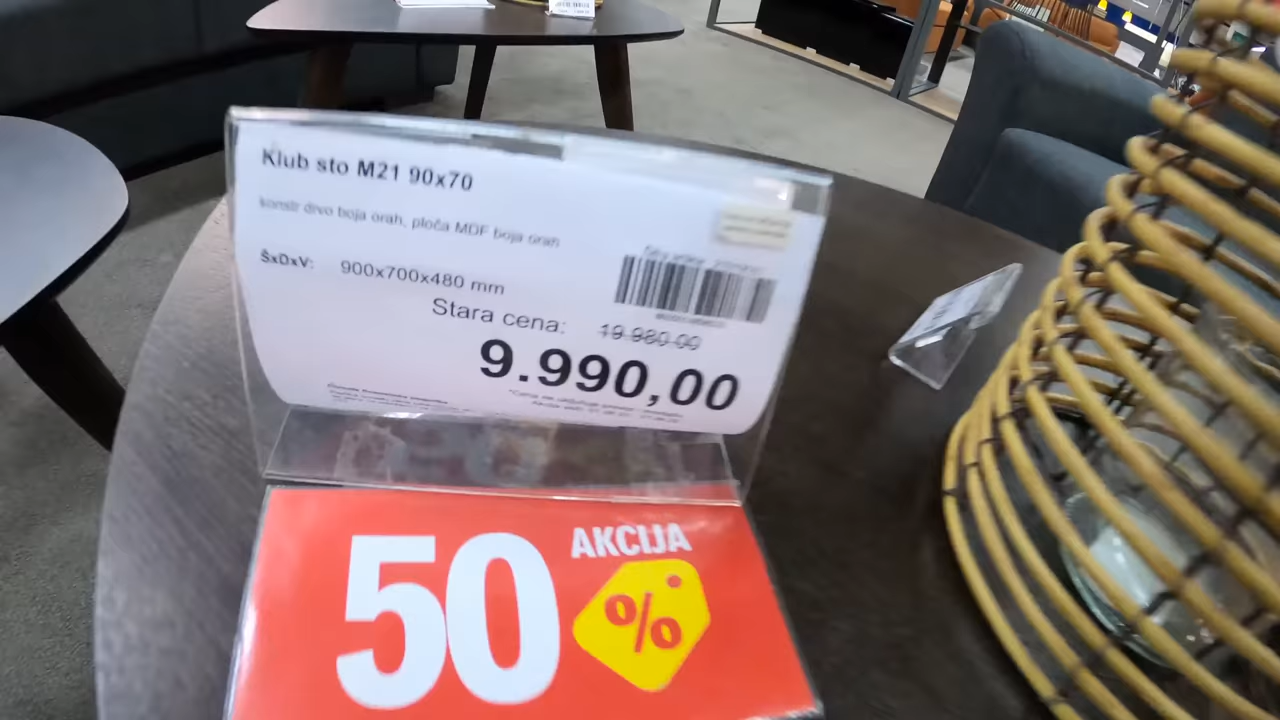 Klub sto M21 90x70
konstr drvo boja orah, ploča MDF boja orah
ŠxDxV: 900x700x480 mm
Stara cena: 19.980,00
9.990,00
50
AKCIJA
%